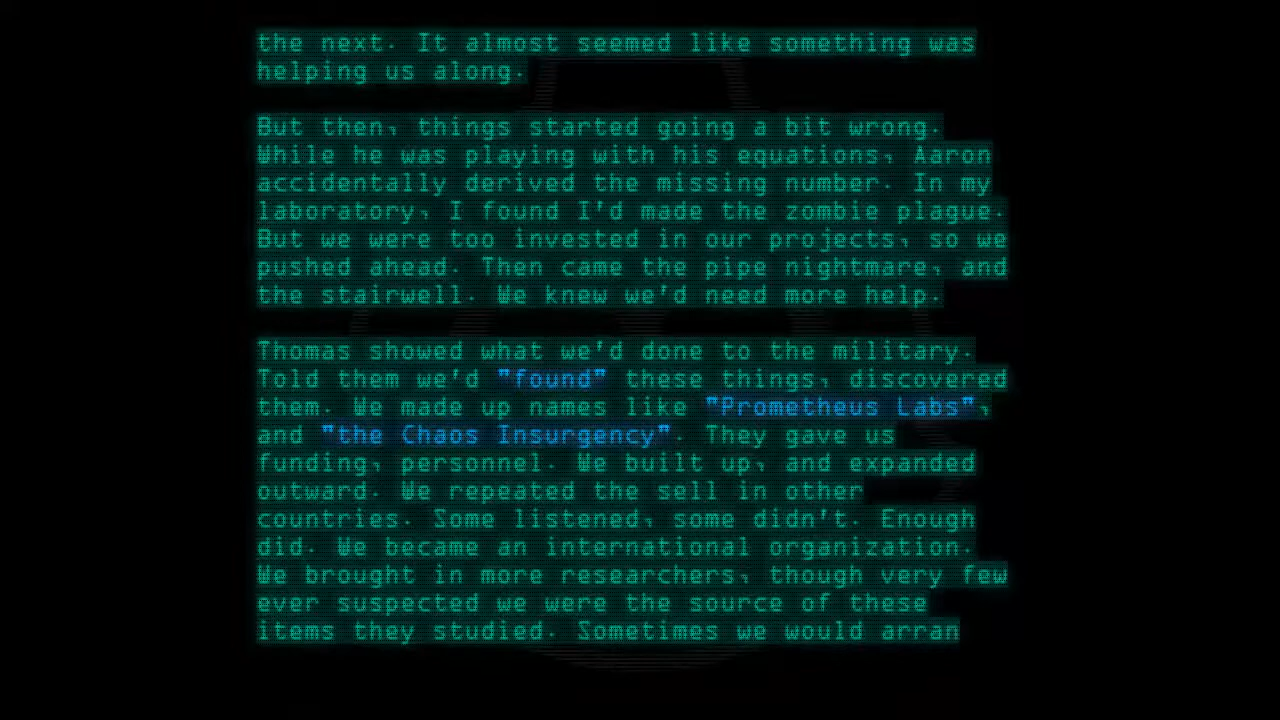 the next. It almost seemed like something was
helping us along.
But then, things started going a bit wrong.
While he was playing with his equations, Aaron
accidentally derived the missing number. In my
laboratory, I found I'd made the zombie plague.
But we were too invested in our projects, so we
pushed ahead. Then came the pipe nightmare, and
the stairwell. We knew we'd need more help.
Thomas showed what we'd done to the military.
Told them we'd "found" these things, discovered
them. We made up names like "Prometheus Labs",
and "the Chaos Insurgency". They gave us
funding, personnel. We built up, and expanded
outward. We repeated the sell in other
countries. Some listened, some didn't. Enough
did. We became an international organization.
We brought in more researchers, though very few
ever suspected we were the source of these
items they studied. Sometimes we would arran